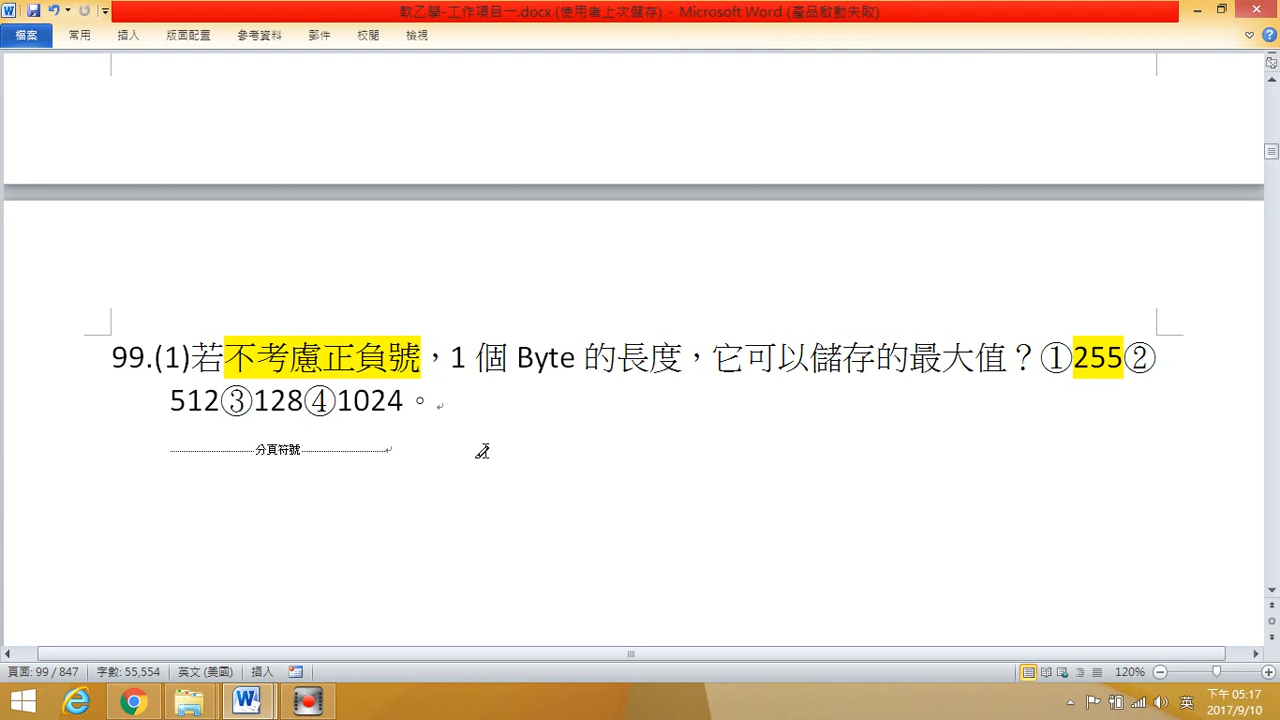 軟乙學-工作項目一.docx (使用者上次儲存) - Microsoft Word (產品啟動失敗)
檔案 常用 插入 版面配置 參考資料 郵件 校閱 檢視
99.(1)若不考慮正負號，1 個 Byte 的長度，它可以儲存的最大值？①255②
512③128④1024。
分頁符號
頁面: 99 / 847 字數: 55,554 英文 (美國) 插入 120%
英 下午 05:17
2017/9/10